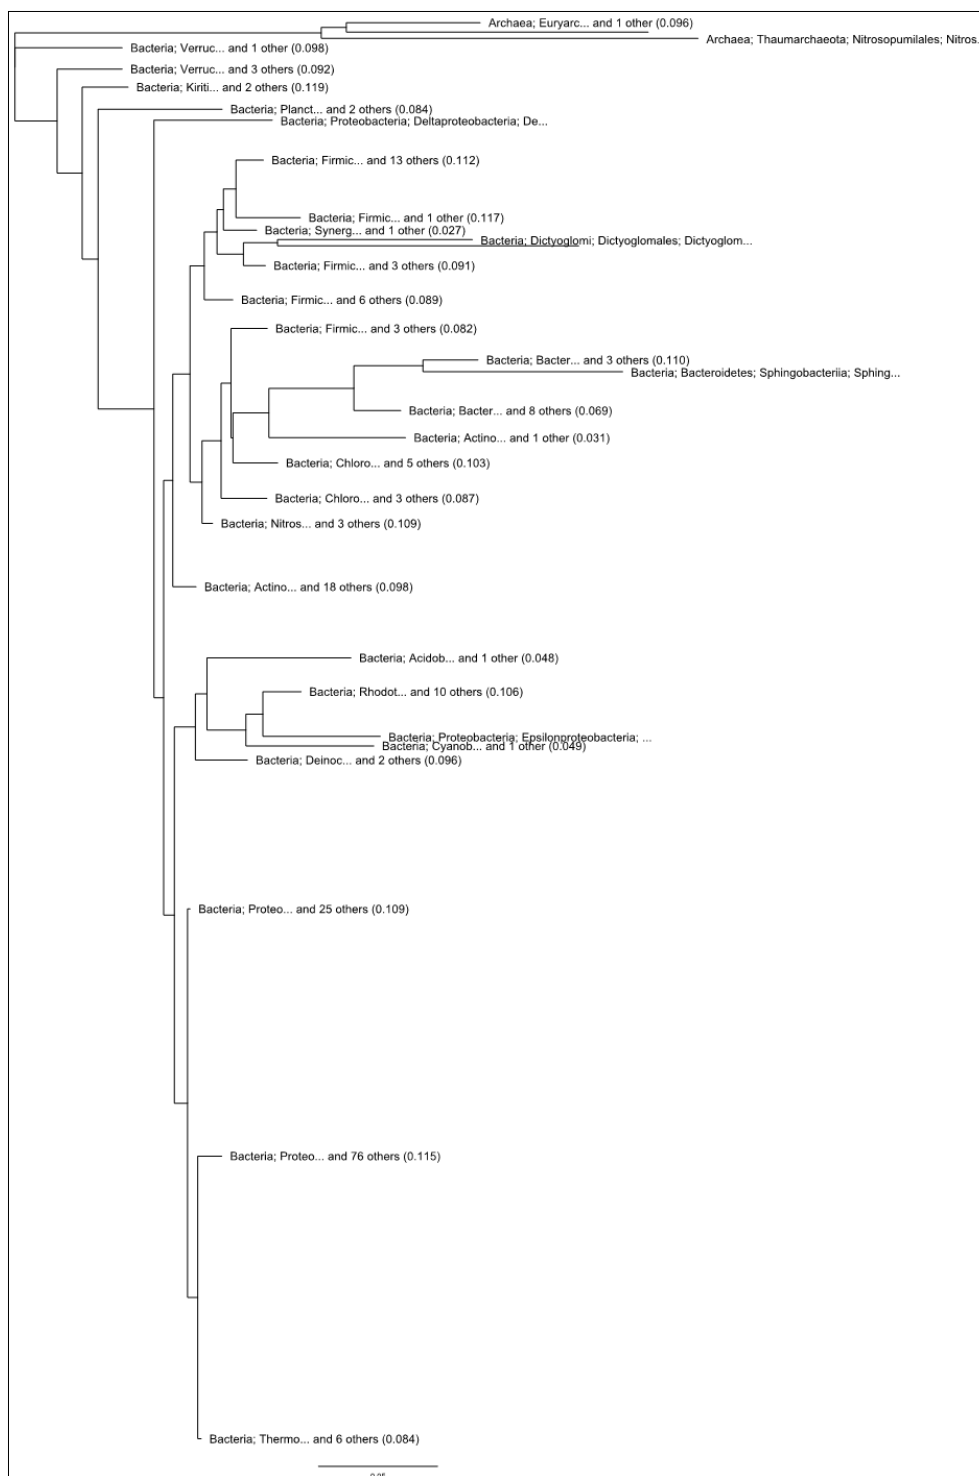 Archaea; Euryarc... and 1 other (0.096)
Archaea; Thaumarchaeota; Nitrosopumilales; Nitros.
Bacteria; Verruc... and 1 other (0.098)
Bacteria; Verruc... and 3 others (0.092)
Bacteria; Kiriti... and 2 others (0.119)
Bacteria; Planct... and 2 others (0.084)
Bacteria; Proteobacteria; Deltaproteobacteria; De...
Bacteria; Firmic... and 13 others (0.112)
Bacteria; Firmic... and 1 other (0.117)
Bacteria; Synerg... and 1 other (0.027)
Bacteria; Dictyoglomi; Dictyoglomales; Dictyoglom...
Bacteria; Firmic... and 3 others (0.091)
Bacteria; Firmic... and 6 others (0.089)
Bacteria; Firmic... and 3 others (0.082)
Bacteria; Bacter... and 3 others (0.110)
Bacteria; Bacteroidetes; Sphingobacteriia; Sphing...
Bacteria; Bacter... and 8 others (0.069)
Bacteria; Actino... and 1 other (0.031)
Bacteria; Chloro... and 5 others (0.103)
Bacteria; Chloro... and 3 others (0.087)
Bacteria; Nitros... and 3 others (0.109)
Bacteria; Actino... and 18 others (0.098)
Bacteria; Acidob... and 1 other (0.048)
Bacteria; Rhodot... and 10 others (0.106)
Bacteria; Proteobacteria; Epsilonproteobacteria; ...
Bacteria; Cyanob... and 1 other (0.049)
Bacteria; Deinoc... and 2 others (0.096)
Bacteria; Proteo... and 25 others (0.109)
Bacteria; Proteo... and 76 others (0.115)
Bacteria; Thermo... and 6 others (0.084)